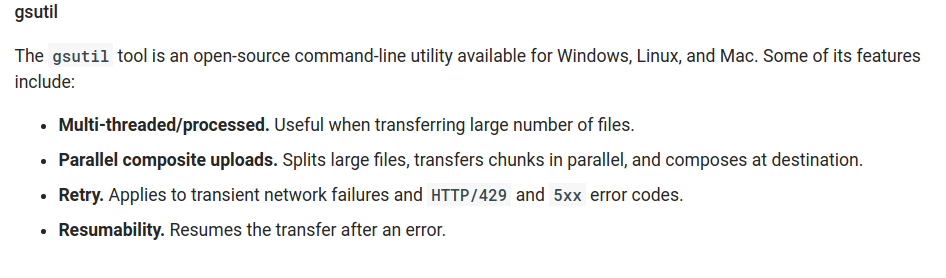 gsutil
The gsutil tool is an open-source command-line utility available for Windows, Linux, and Mac. Some of its features
include:
• Multi-threaded/processed. Useful when transferring large number of files.
• Parallel composite uploads. Splits large files, transfers chunks in parallel, and composes at destination.
• Retry. Applies to transient network failures and HTTP/429 and 5xx error codes.
• Resumability. Resumes the transfer after an error.